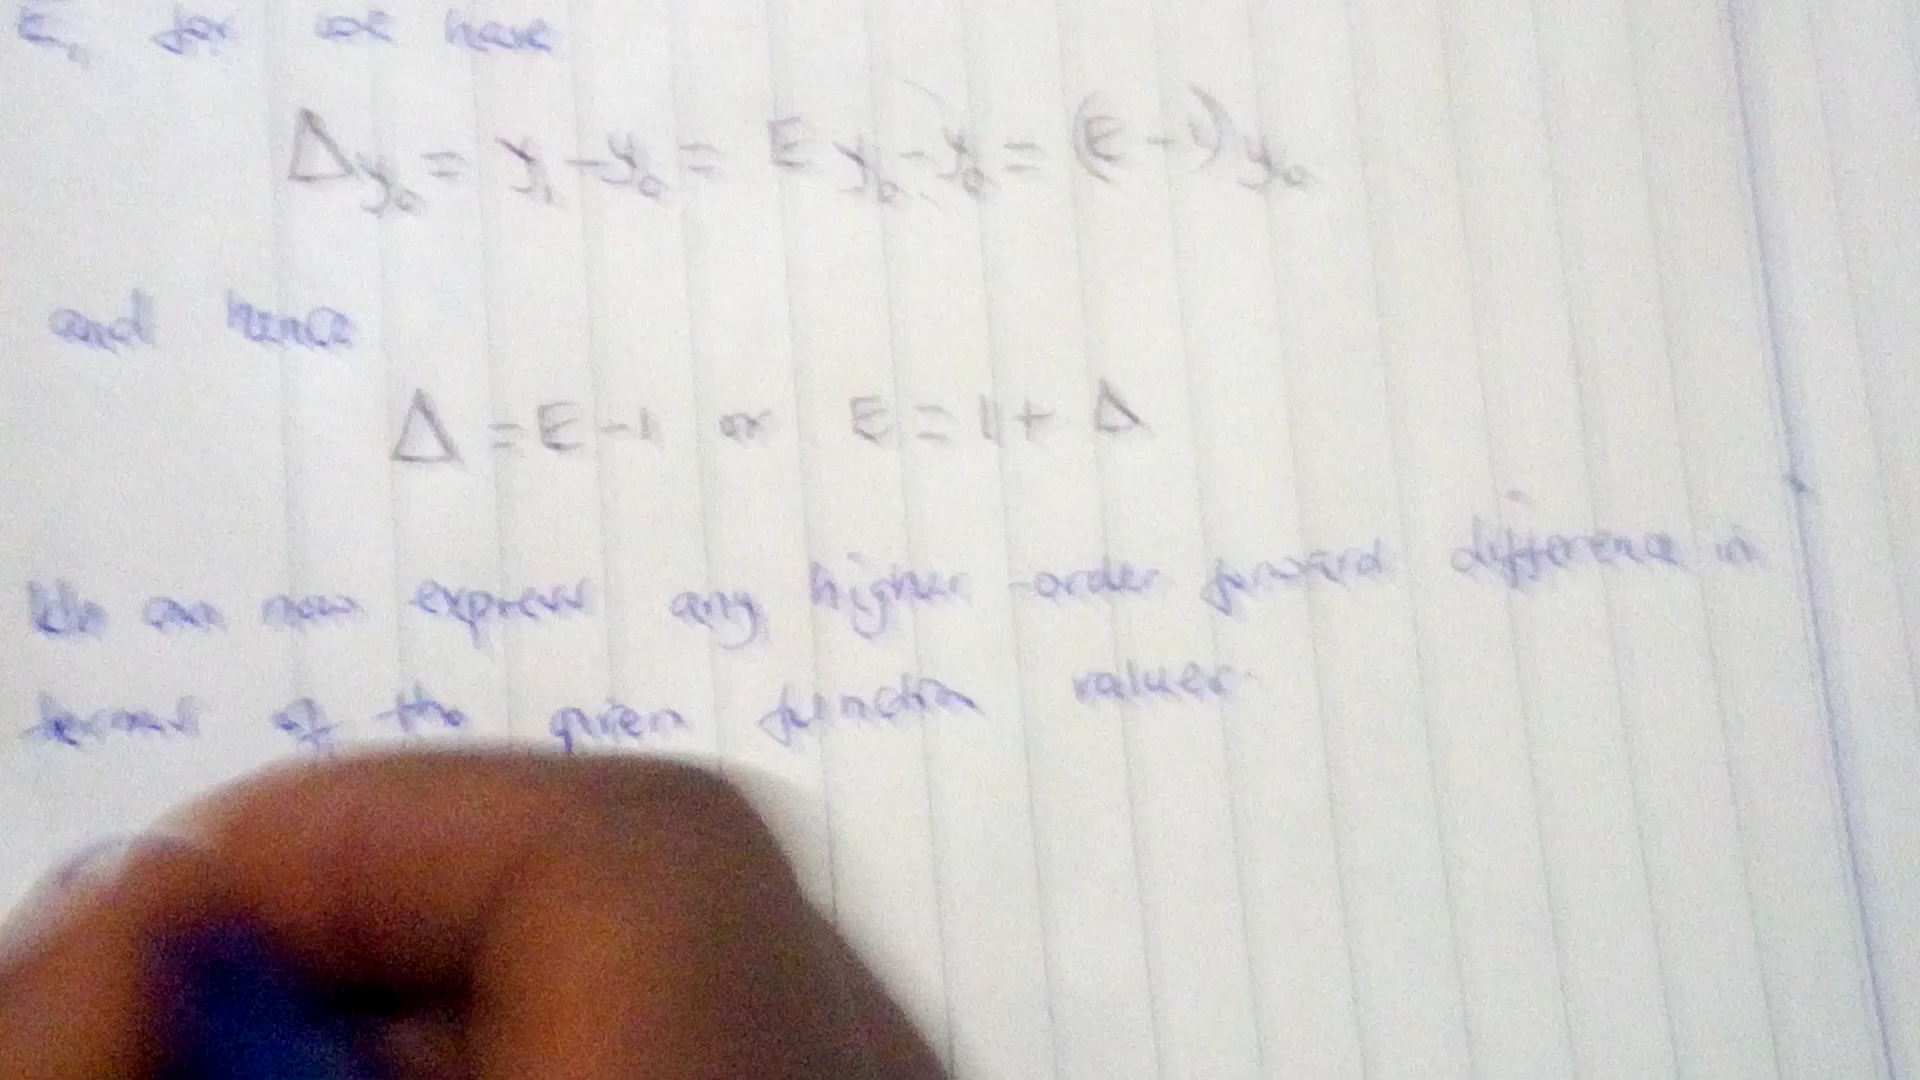 E, for we have
Δy₀ = y₁ - y₀ = E y₀ - y₀ = (E - 1) y₀
and hence
Δ = E - 1 or E = 1 + Δ
We can now express any higher-order forward difference in
terms of the given function values.